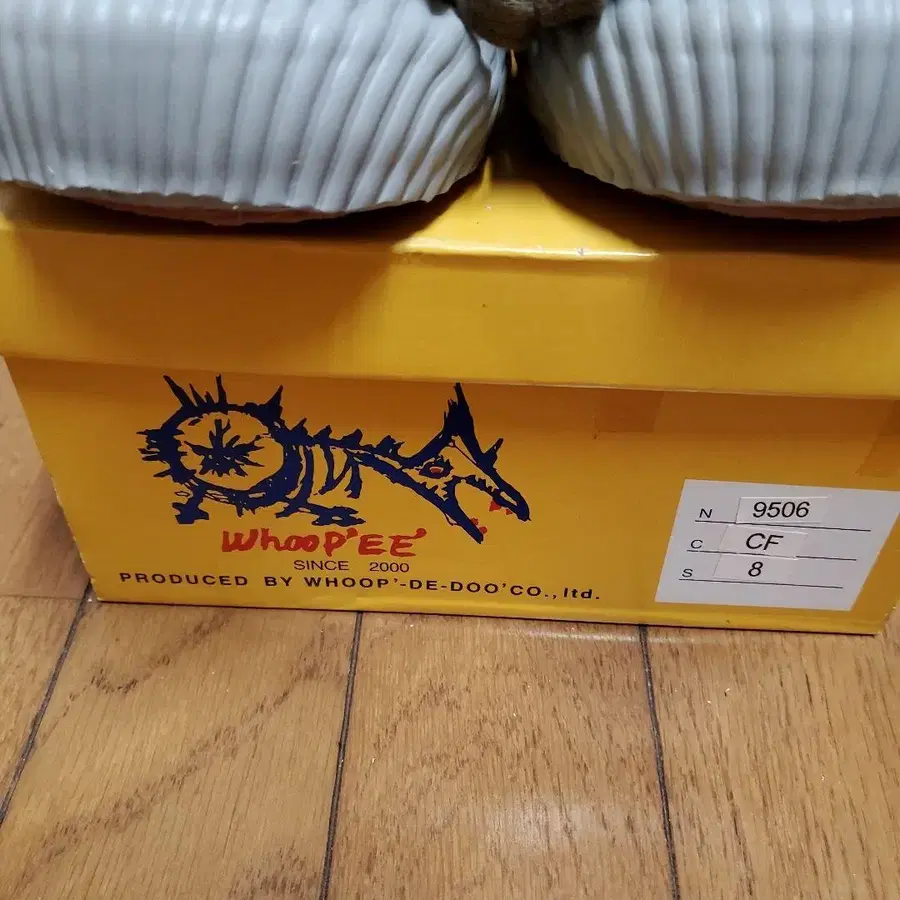 WHOOP'EE'
SINCE 2000
PRODUCED BY WHOOP'-DE-DOO'CO.,ltd.
N 9506
C CF
S 8